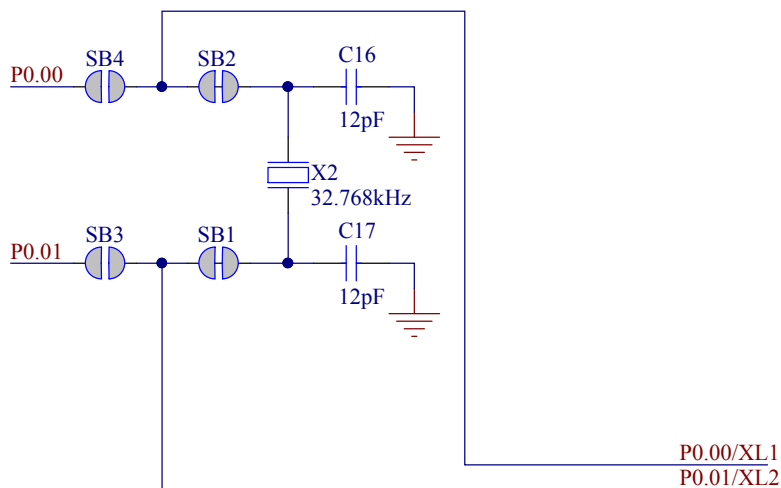 SB4
SB2
C16
P0.00
12pF
X2
32.768kHz
SB3
SB1
C17
P0.01
12pF
P0.00/XL1
P0.01/XL2